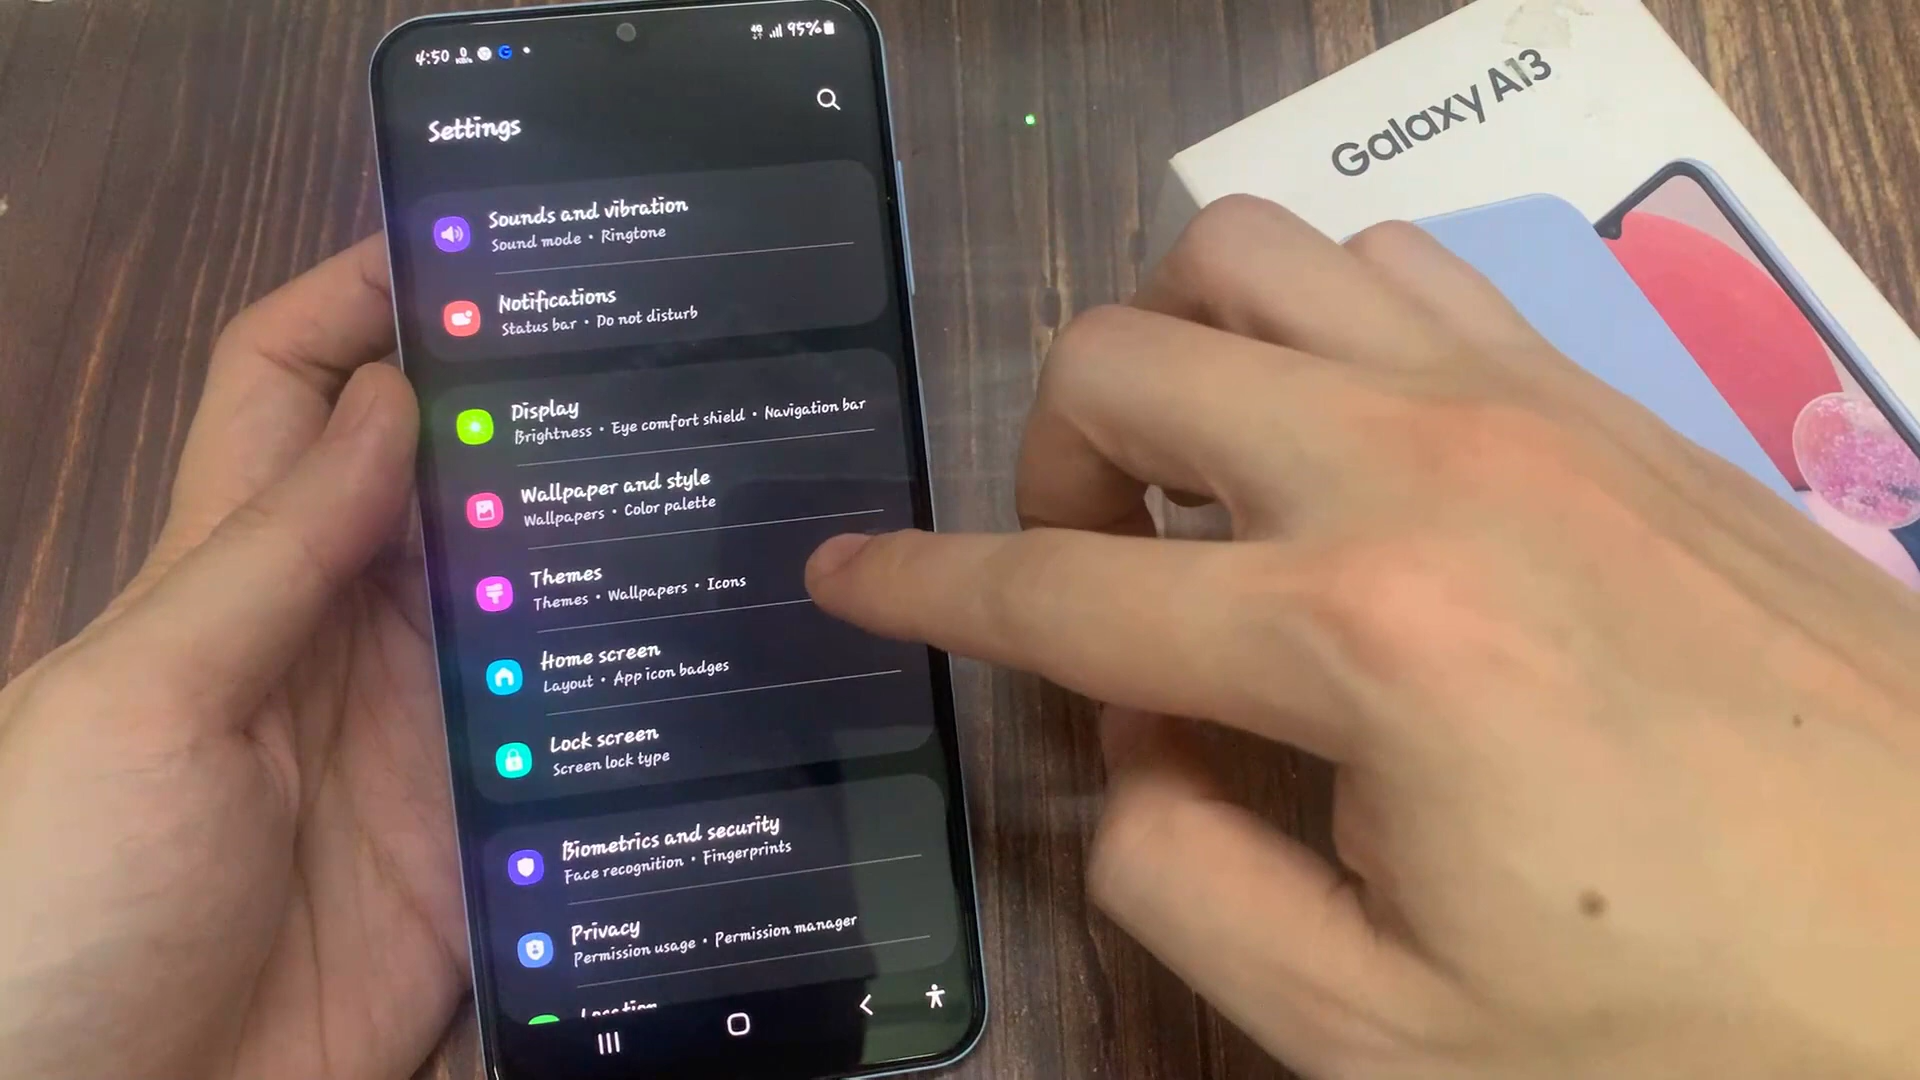 4:50
4G 95%
Settings
Galaxy A13
Sounds and vibration
Sound mode • Ringtone
Notifications
Status bar • Do not disturb
Display
Brightness • Eye comfort shield • Navigation bar
Wallpaper and style
Wallpapers • Color palette
Themes
Themes • Wallpapers • Icons
Home screen
Layout • App icon badges
Lock screen
Screen lock type
Biometrics and security
Face recognition • Fingerprints
Privacy
Permission usage • Permission manager
Location